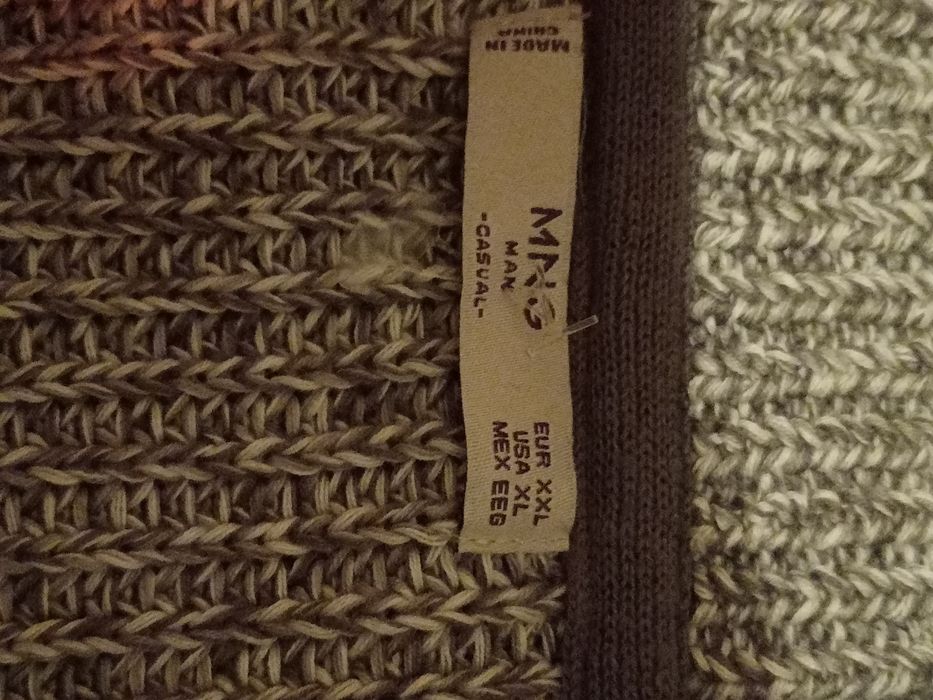 MADE IN
CHINA
MNG
MAN
-CASUAL-
EUR XXL
USA XL
MEX EEG